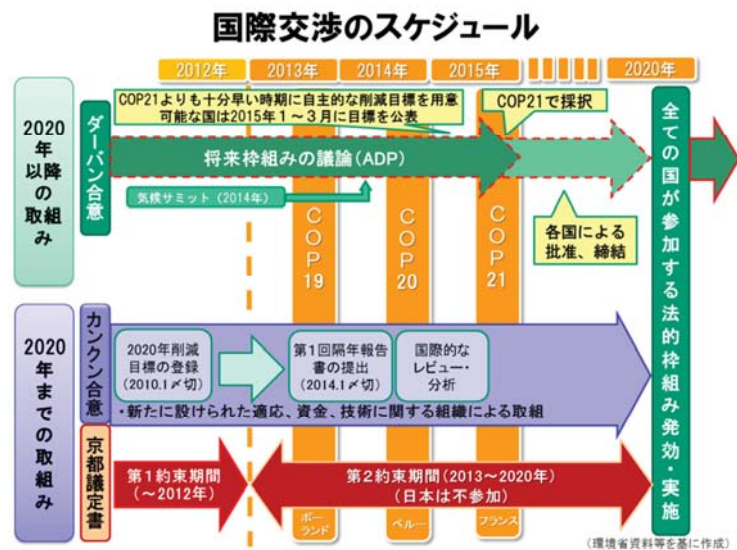 国際交渉のスケジュール
2012年
2013年
2014年
2015年
2020年
2020年以降の取組み
ダーバン合意
COP21よりも十分早い時期に自主的な削減目標を用意
可能な国は2015年1~3月に目標を公表
COP21で採択
将来枠組みの議論(ADP)
気候サミット(2014年)
各国による
批准、締結
COP19
COP20
COP21
全ての国が参加する法的枠組み発効・実施
2020年までの取組み
カンクン合意
2020年削減
目標の登録
(2010.1〆切)
第1回隔年報告
書の提出
(2014.1〆切)
国際的な
レビュー・
分析
・新たに設けられた適応、資金、技術に関する組織による取組
京都議定書
第1約束期間
(~2012年)
第2約束期間(2013~2020年)
(日本は不参加)
ポーランド
ペルー
フランス
(環境省資料等を基に作成)